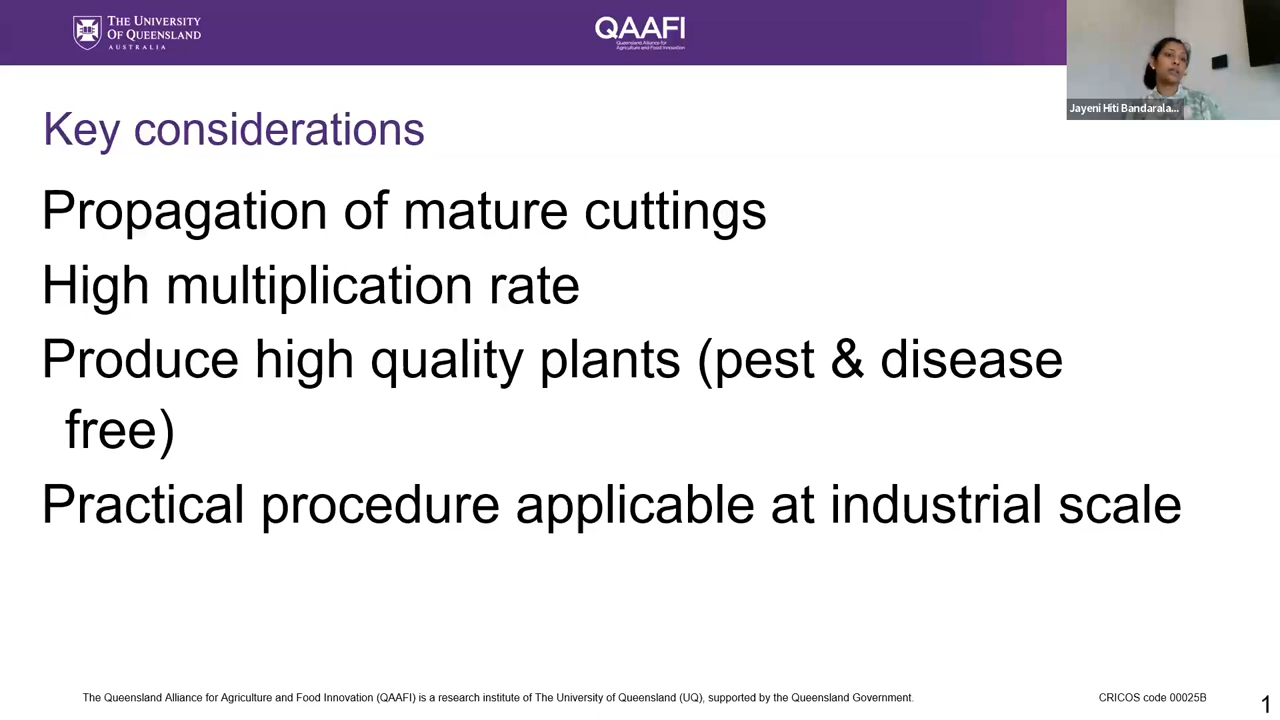 THE UNIVERSITY
OF QUEENSLAND
AUSTRALIA
QAAFI
Queensland Alliance for
Agriculture and Food Innovation
Jayeni Hiti Bandarala...
Key considerations
Propagation of mature cuttings
High multiplication rate
Produce high quality plants (pest & disease
free)
Practical procedure applicable at industrial scale
The Queensland Alliance for Agriculture and Food Innovation (QAAFI) is a research institute of The University of Queensland (UQ), supported by the Queensland Government.
CRICOS code 00025B
1